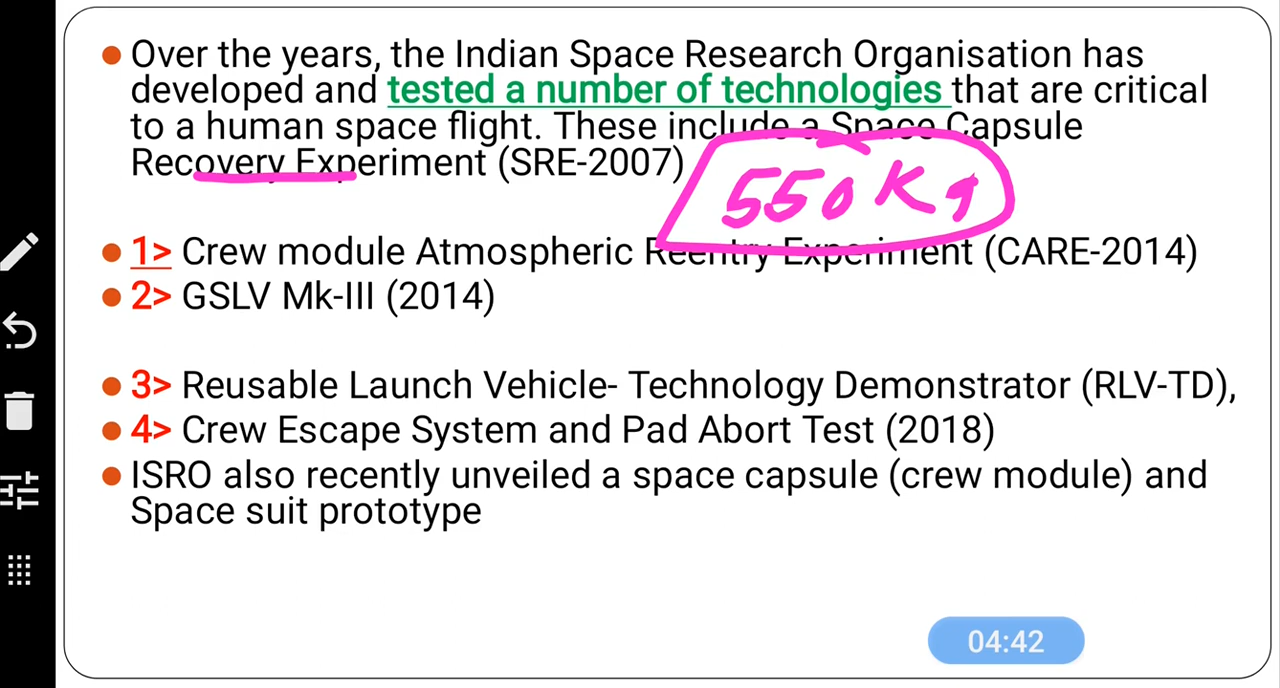 Over the years, the Indian Space Research Organisation has
developed and tested a number of technologies that are critical
to a human space flight. These include a Space Capsule
Recovery Experiment (SRE-2007)
550 Kg
1> Crew module Atmospheric Reentry Experiment (CARE-2014)
2> GSLV Mk-III (2014)
3> Reusable Launch Vehicle- Technology Demonstrator (RLV-TD),
4> Crew Escape System and Pad Abort Test (2018)
ISRO also recently unveiled a space capsule (crew module) and
Space suit prototype
04:42